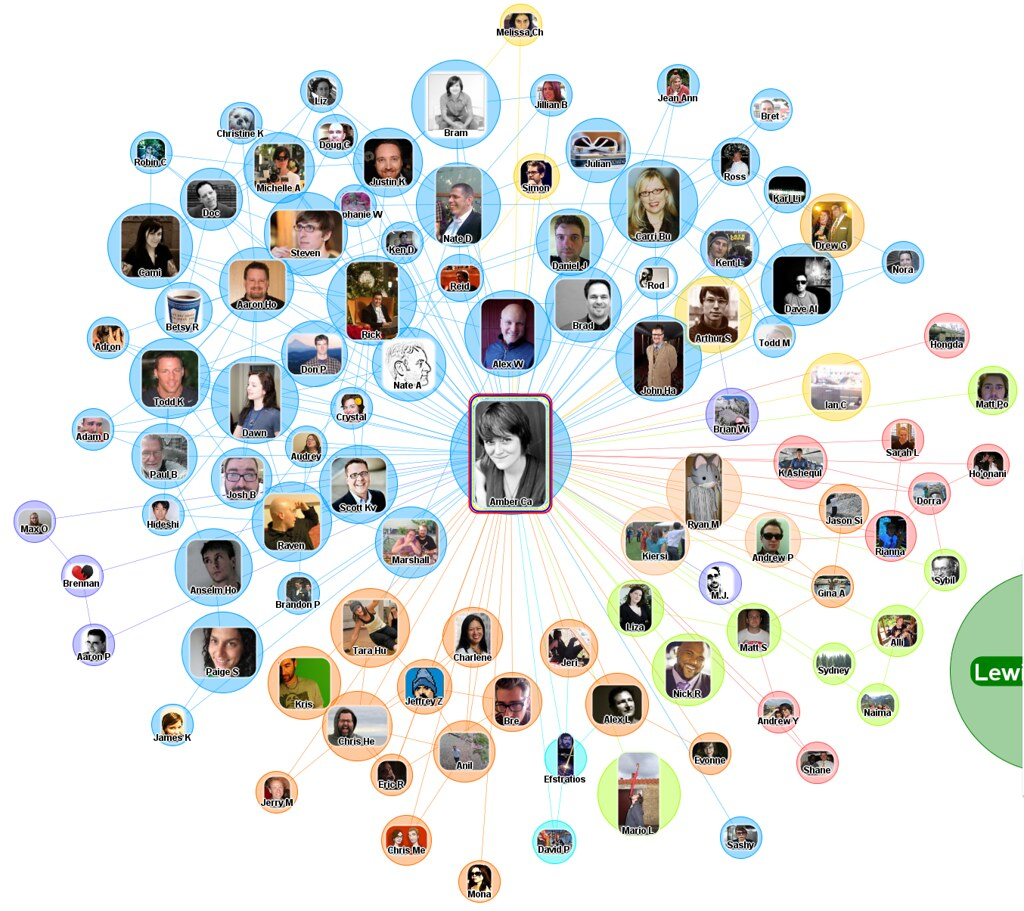 Melissa Ch
Liz
Bram
Jillian B
Jean Ann
Bret
Christine K
Doug C
Robin C
Michelle A
Justin K
Julian
Ross
Simon
Doc
phanie W
Karl Li
Nate D
Carri Bu
Drew G
Cami
Steven
Ken D
Daniel J
Kent L
Nora
Aaron Ho
Reid
Rod
Dave Al
Betsy R
Rick
Brad
Arthur S
Adron
Don P
Alex W
Todd M
Hongda
Nate A
John Ha
Todd K
Ian C
Matt Po
Crystal
Dawn
Brian Wi
Adam D
Audrey
Sarah L
Paul B
Josh B
Scott Kv
Amber Ca
K Ashequl
Ho'onani
Dorra
Hideshi
Max O
Raven
Ryan M
Jason Si
Marshall
Kiersi
Andrew P
Rianna
Brennan
Anselm Ho
M.J.
Gina A
Sybil
Brandon P
Aaron P
Tara Hu
Charlene
Liza
Matt S
Alli
Paige S
Jeri
Sydney
Lewi
Kris
Jeffrey Z
Nick R
Naima
James K
Chris He
Bre
Alex L
Andrew Y
Anil
Evonne
Shane
Eric R
Efstratios
Jerry M
Mario L
Chris Me
David P
Sashy
Mona